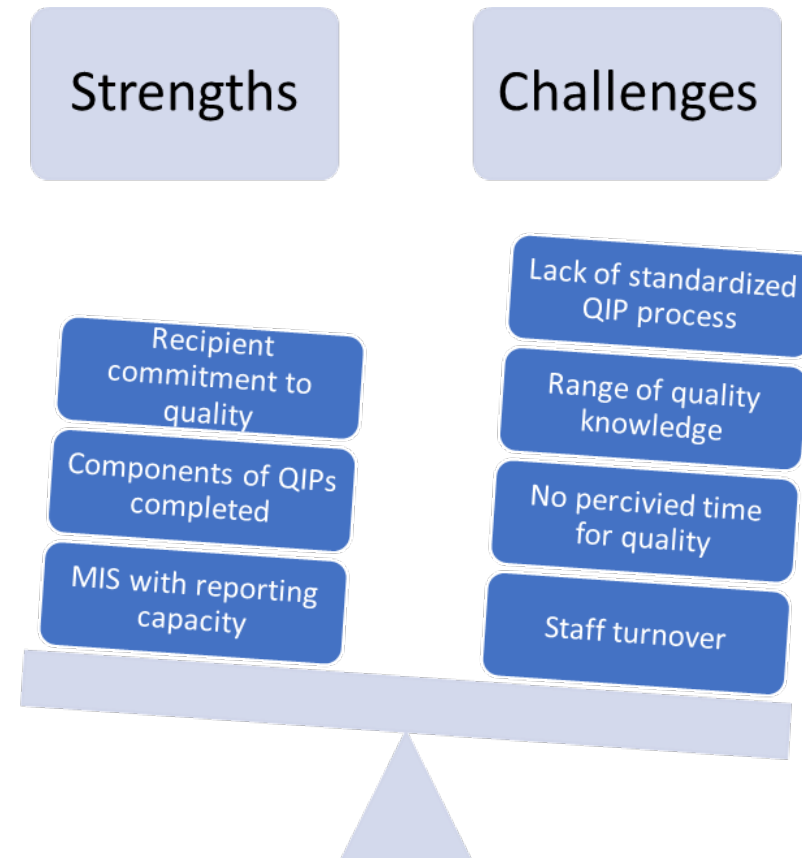 Strengths
Challenges
Recipient
commitment to
quality
Components of QIPs
completed
MIS with reporting
capacity
Lack of standardized
QIP process
Range of quality
knowledge
No percivied time
for quality
Staff turnover